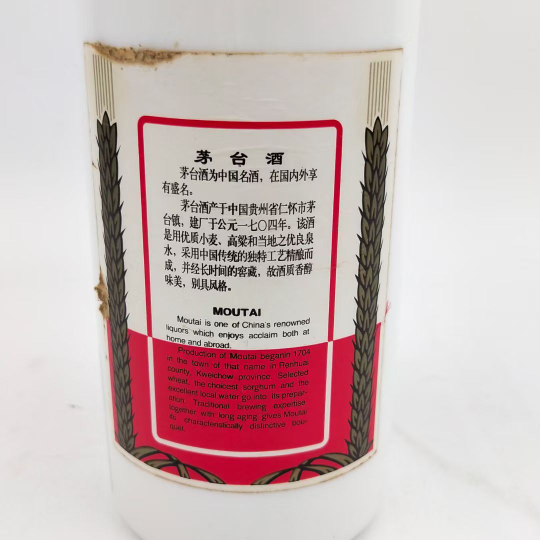 茅台酒
茅台酒为中国名酒，在国内外享
有盛名。
茅台酒产于中国贵州省仁怀市茅
台镇，建厂于公元一七〇四年。该酒
是用优质小麦、高粱和当地之优良泉
水，采用中国传统的独特工艺精酿而
成，并经长时间的窖藏，故酒质香醇
味美，别具风格。
MOUTAI
Moutai is one of China's renowned
liquors which enjoys acclaim both at
home and abroad.
Production of Moutai began in 1704
in the town of that name in Renhuai
county, Kweichow province. Selected
wheat, the choicest sorghum and the
excellent local water go into its prepar-
ation. Traditional brewing expertise
together with long aging gives Moutai
its characteristically distinctive bou-
quet.